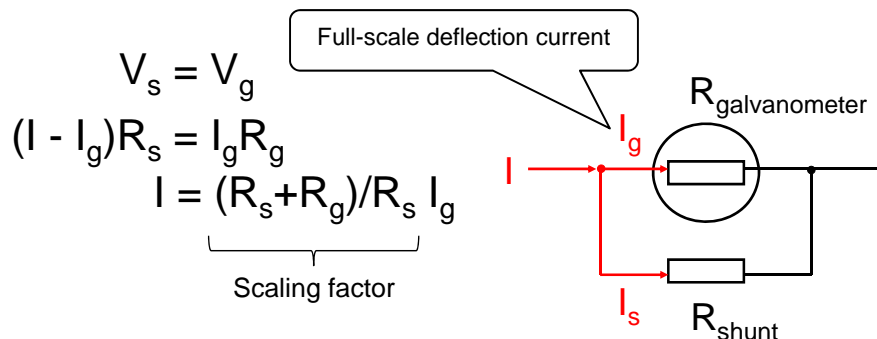 Full-scale deflection current
Vs = Vg
(I - Ig)Rs = IgRg
I = (Rs+Rg)/Rs Ig
Scaling factor
Rgalvanometer
Ig
I
Is
Rshunt